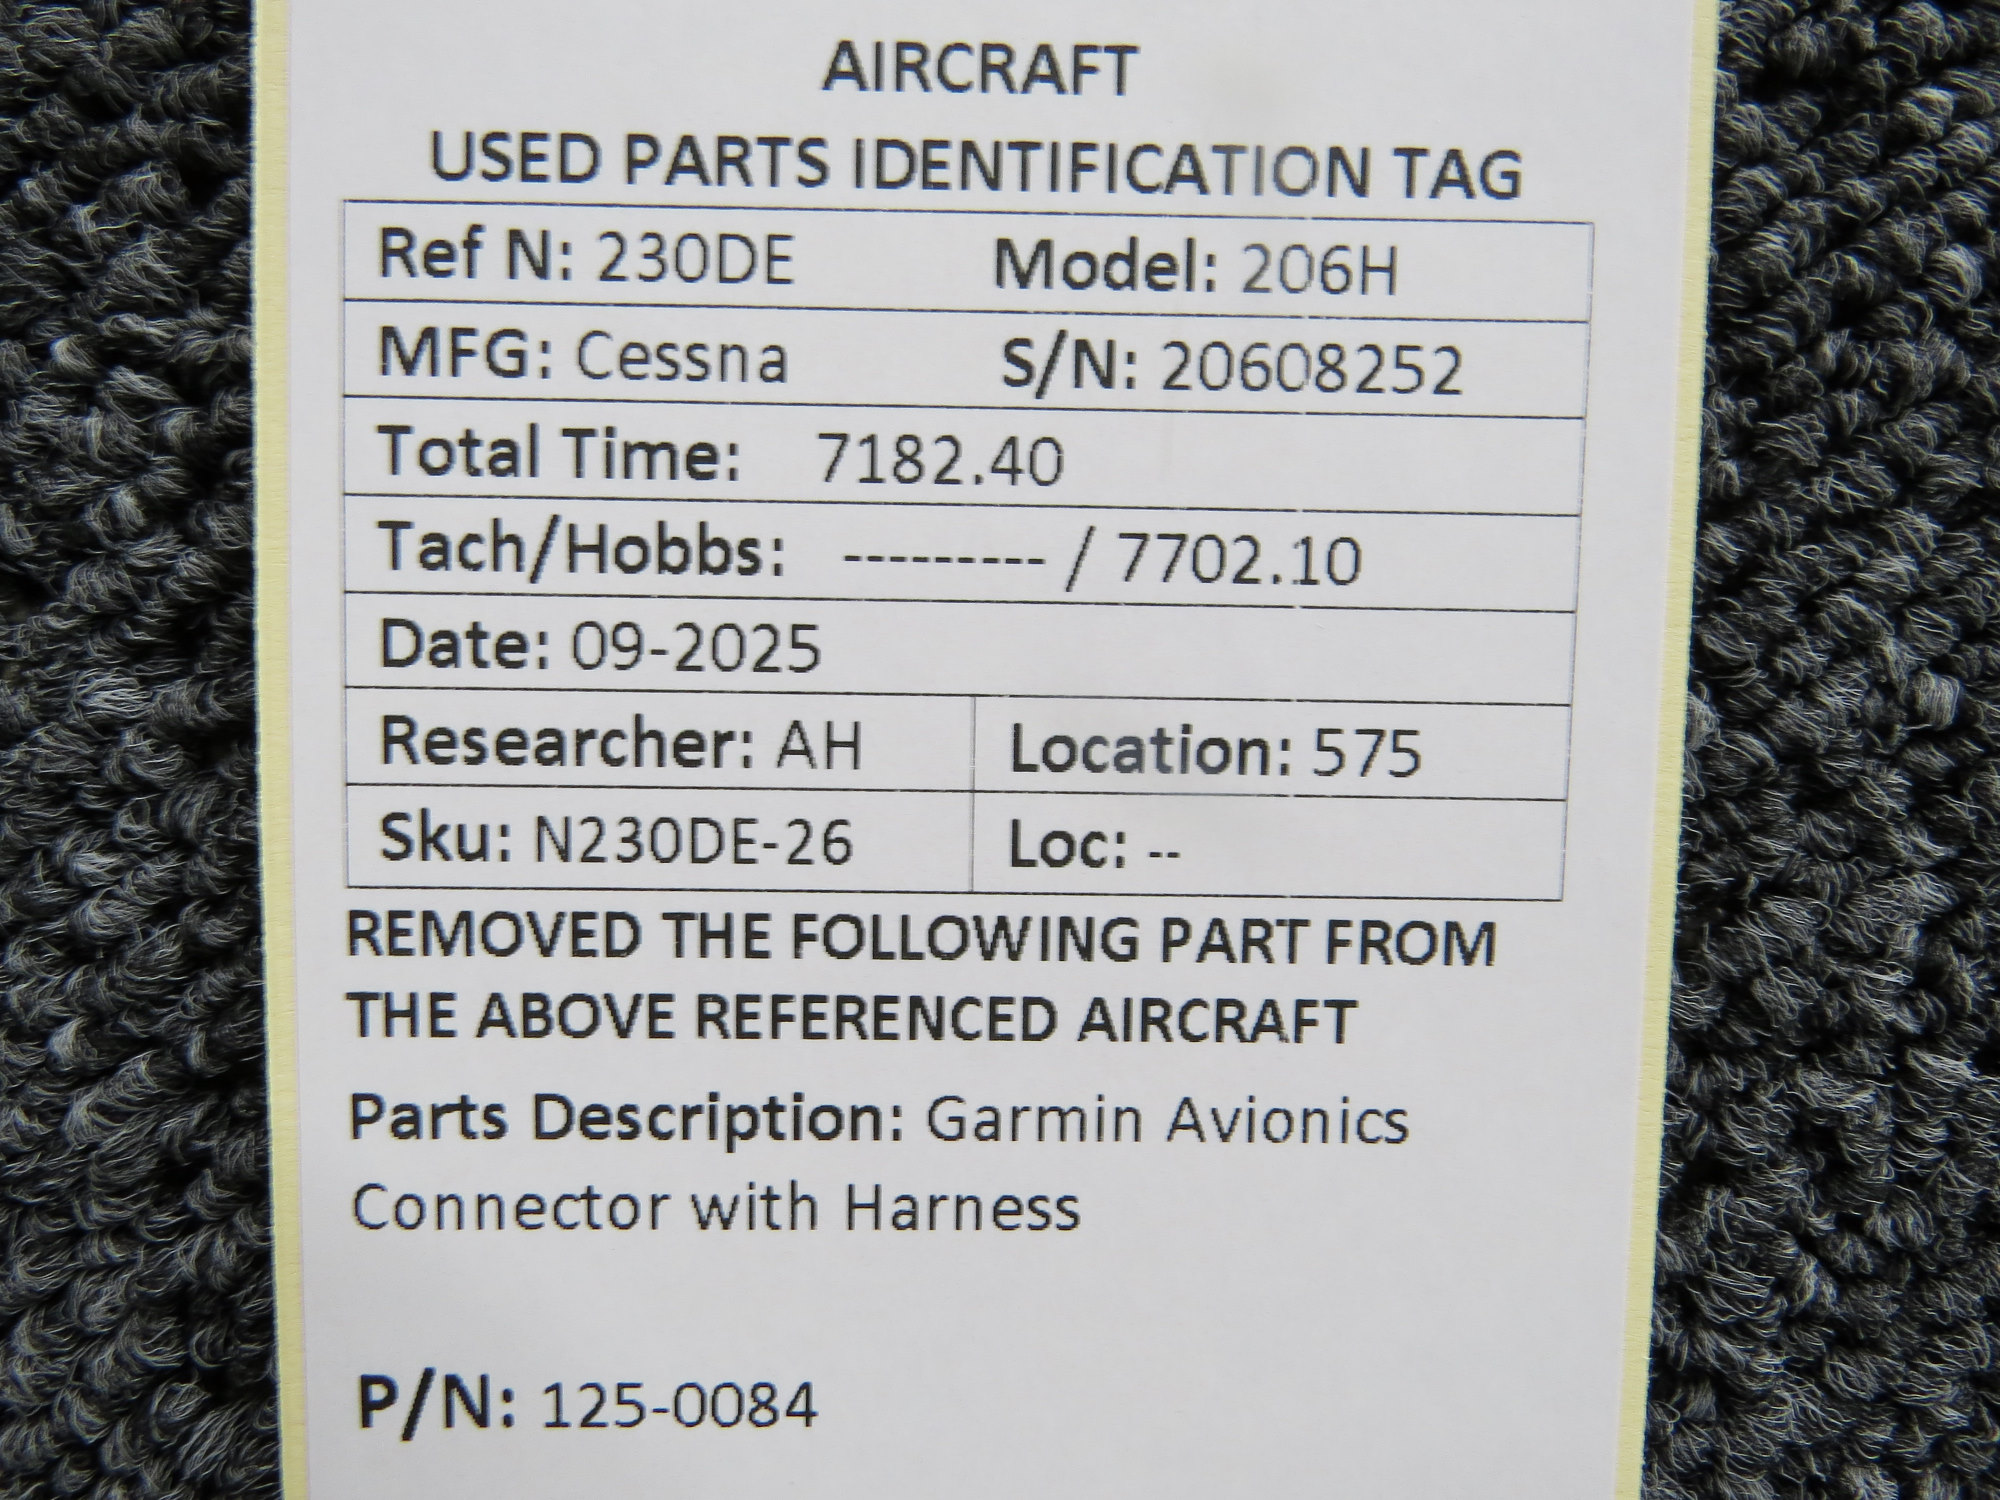 AIRCRAFT
USED PARTS IDENTIFICATION TAG
Ref N: 230DE Model: 206H
MFG: Cessna S/N: 20608252
Total Time: 7182.40
Tach/Hobbs: --------- / 7702.10
Date: 09-2025
Researcher: AH Location: 575
Sku: N230DE-26 Loc: --
REMOVED THE FOLLOWING PART FROM
THE ABOVE REFERENCED AIRCRAFT
Parts Description: Garmin Avionics
Connector with Harness
P/N: 125-0084